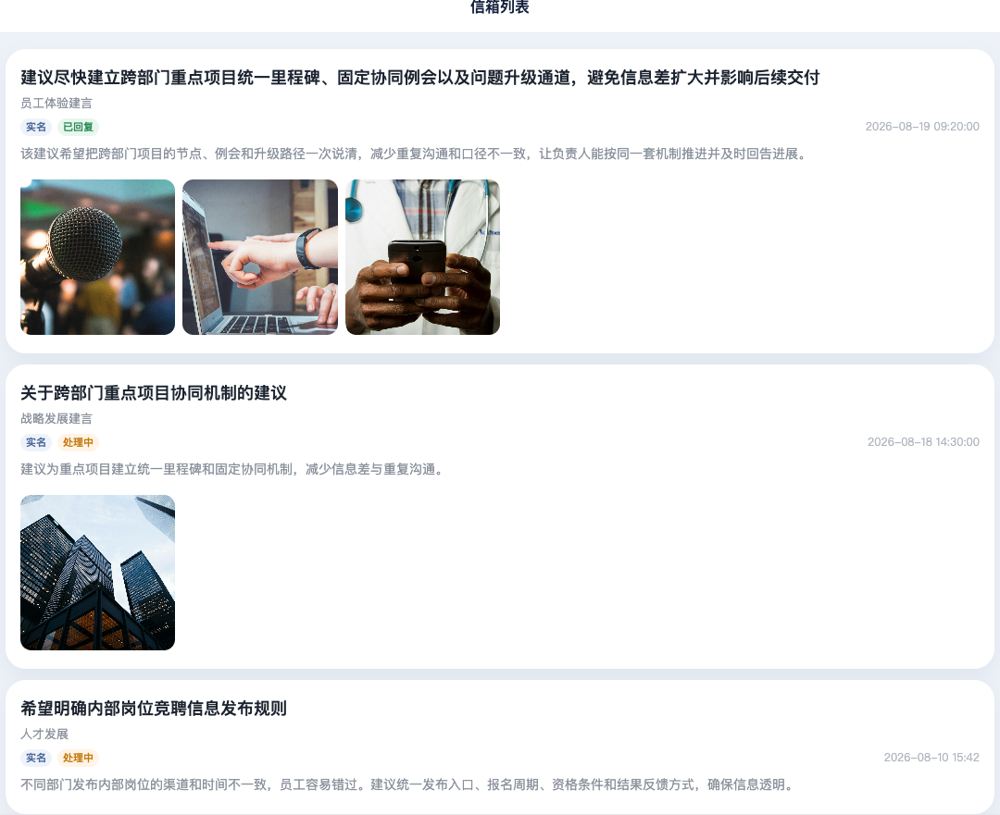 信箱列表
建议尽快建立跨部门重点项目统一里程碑、固定协同例会以及问题升级通道，避免信息差扩大并影响后续交付
员工体验建言
实名 已回复 2026-08-19 09:20:00
该建议希望把跨部门项目的节点、例会和升级路径一次说清，减少重复沟通和口径不一致，让负责人能按同一套机制推进并及时回告进展。
关于跨部门重点项目协同机制的建议
战略发展建言
实名 处理中 2026-08-18 14:30:00
建议为重点项目建立统一里程碑和固定协同机制，减少信息差与重复沟通。
希望明确内部岗位竞聘信息发布规则
人才发展
实名 处理中 2026-08-10 15:42
不同部门发布内部岗位的渠道和时间不一致，员工容易错过。建议统一发布入口、报名周期、资格条件和结果反馈方式，确保信息透明。